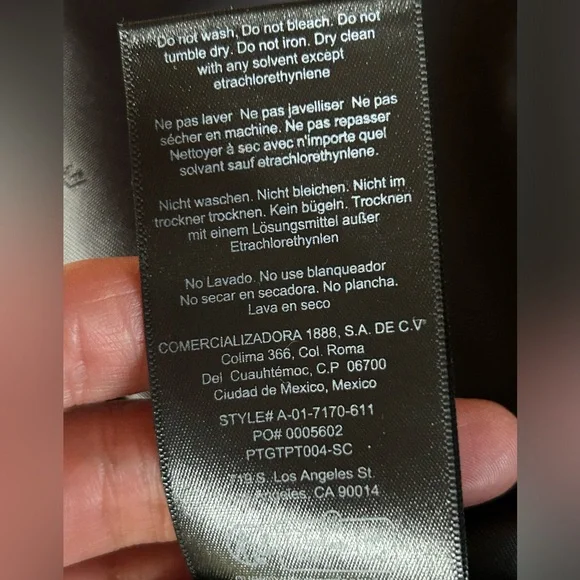 Do not wash, Do not bleach. Do not
tumble dry. Do not iron. Dry clean
with any solvent except
etrachlorethynlene
Ne pas laver Ne pas javelliser Ne pas
sécher en machine. Ne pas repasser
Nettoyer à sec avec n'importe quel
solvant sauf etrachlorethynlene.
Nicht waschen. Nicht bleichen. Nicht im
trockner trocknen. Kein bügeln. Trocknen
mit einem Lösungsmittel außer
Etrachlorethynlen
No Lavado. No use blanqueador
No secar en secadora. No plancha.
Lava en seco
COMERCIALIZADORA 1888, S.A. DE C.V
Colima 366, Col. Roma
Del Cuauhtémoc, C.P 06700
Ciudad de Mexico, Mexico
STYLE# A-01-7170-611
PO# 0005602
PTGTPT004-SC
719 S. Los Angeles St.
Angeles, CA 90014